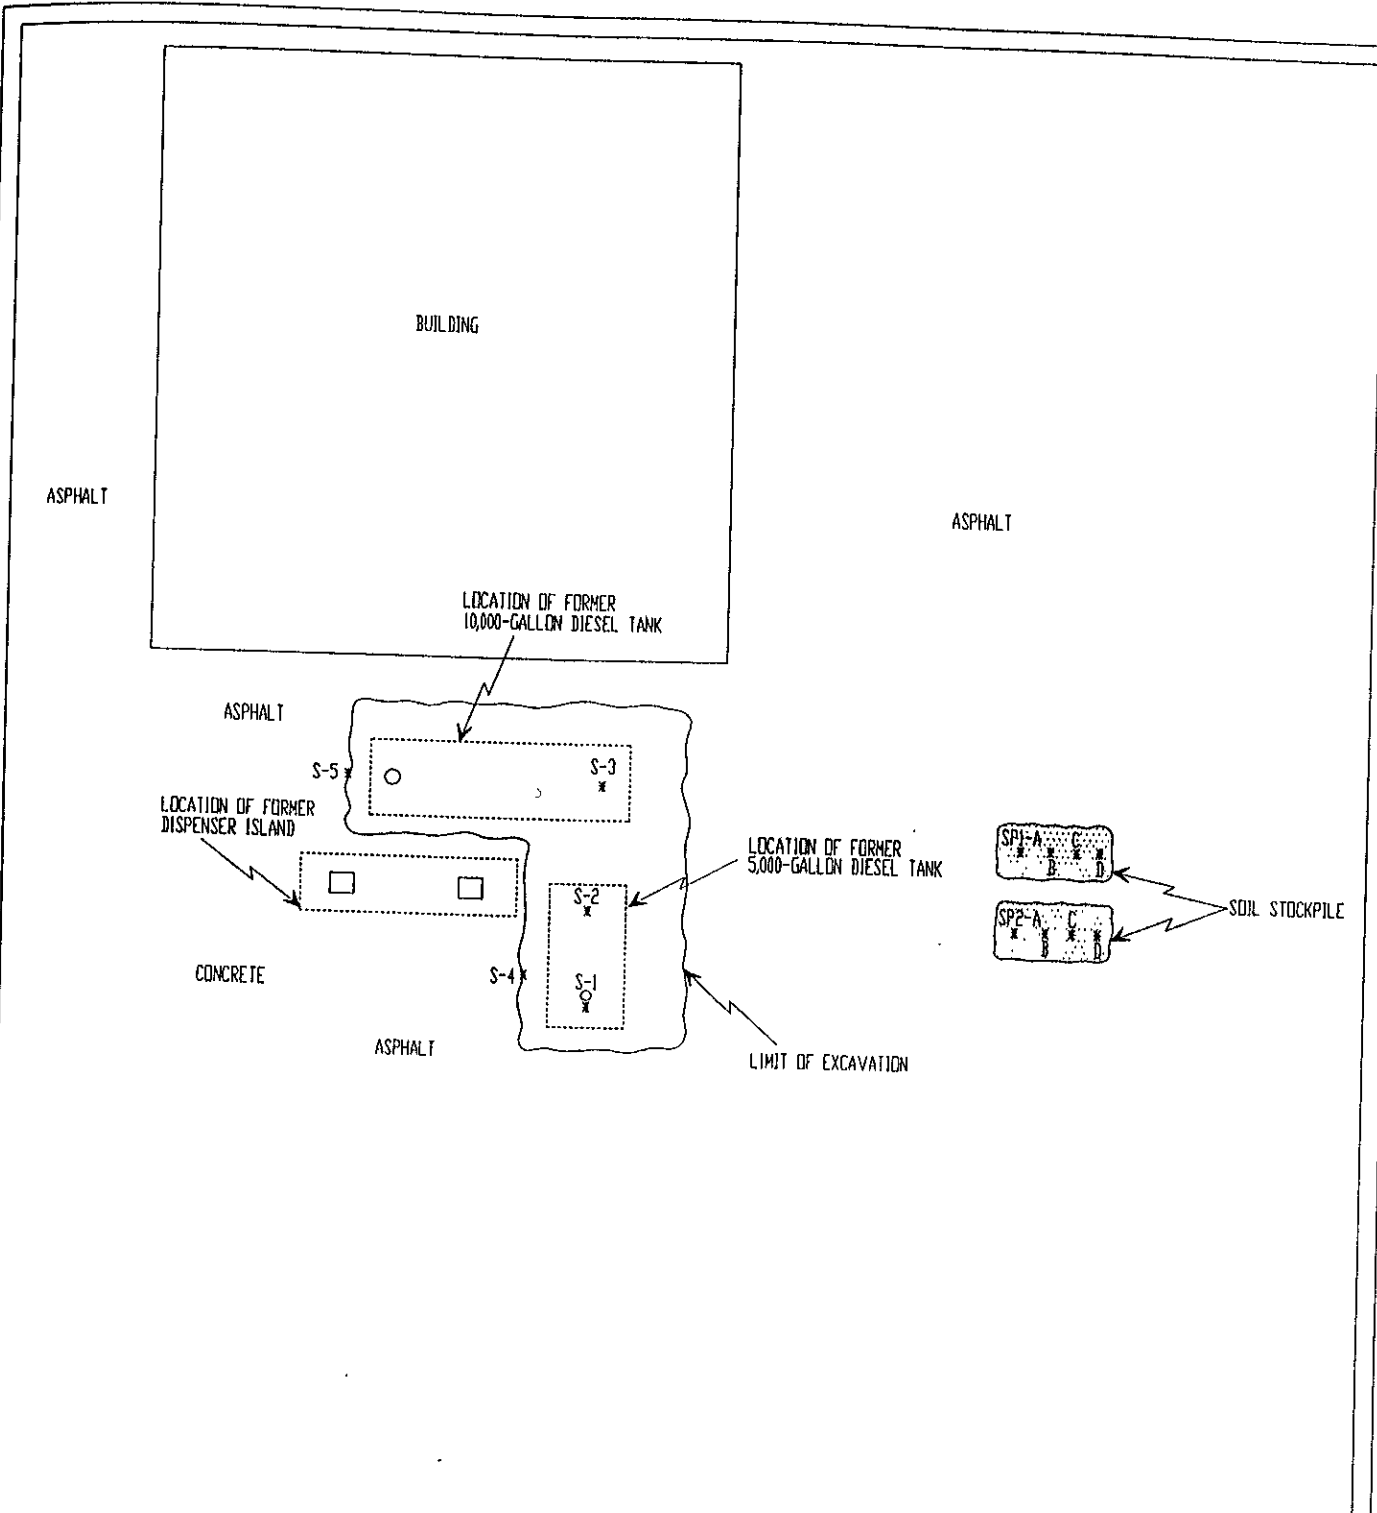 BUILDING
ASPHALT
ASPHALT
LOCATION OF FORMER
10,000-GALLON DIESEL TANK
ASPHALT
S-5
S-3
LOCATION OF FORMER
DISPENSER ISLAND
LOCATION OF FORMER
5,000-GALLON DIESEL TANK
SP1-A
C
B
D
S-2
SP2-A
C
B
D
SOIL STOCKPILE
CONCRETE
S-4
S-1
ASPHALT
LIMIT OF EXCAVATION